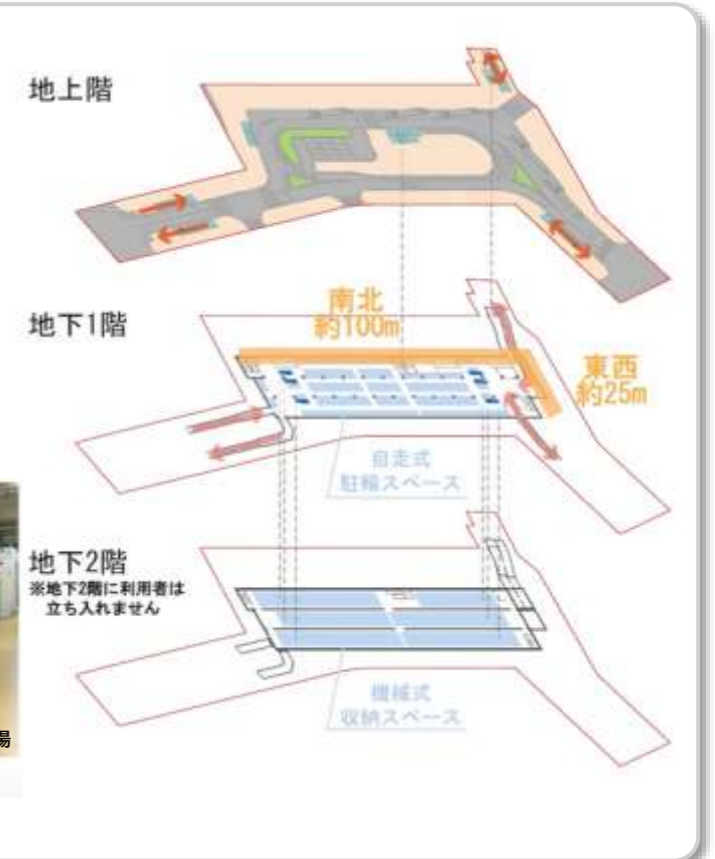 地上階
地下1階
南北
約100m
東西
約25m
自走式
駐輪スペース
地下2階
※地下2階に利用者は
立ち入れません
機械式
収納スペース
場